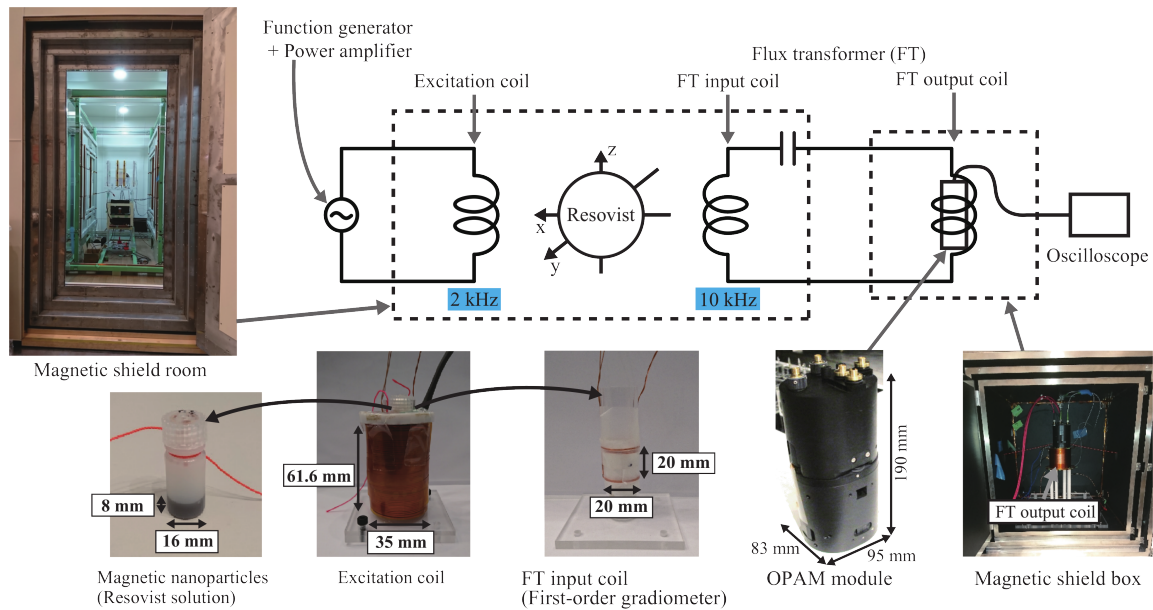 Function generator
+ Power amplifier
Excitation coil
Flux transformer (FT)
FT input coil
FT output coil
z
Resovist
x
y
2 kHz
10 kHz
Oscilloscope
Magnetic shield room
8 mm
16 mm
Magnetic nanoparticles
(Resovist solution)
61.6 mm
35 mm
Excitation coil
20 mm
20 mm
FT input coil
(First-order gradiometer)
190 mm
83 mm
95 mm
OPAM module
FT output coil
Magnetic shield box